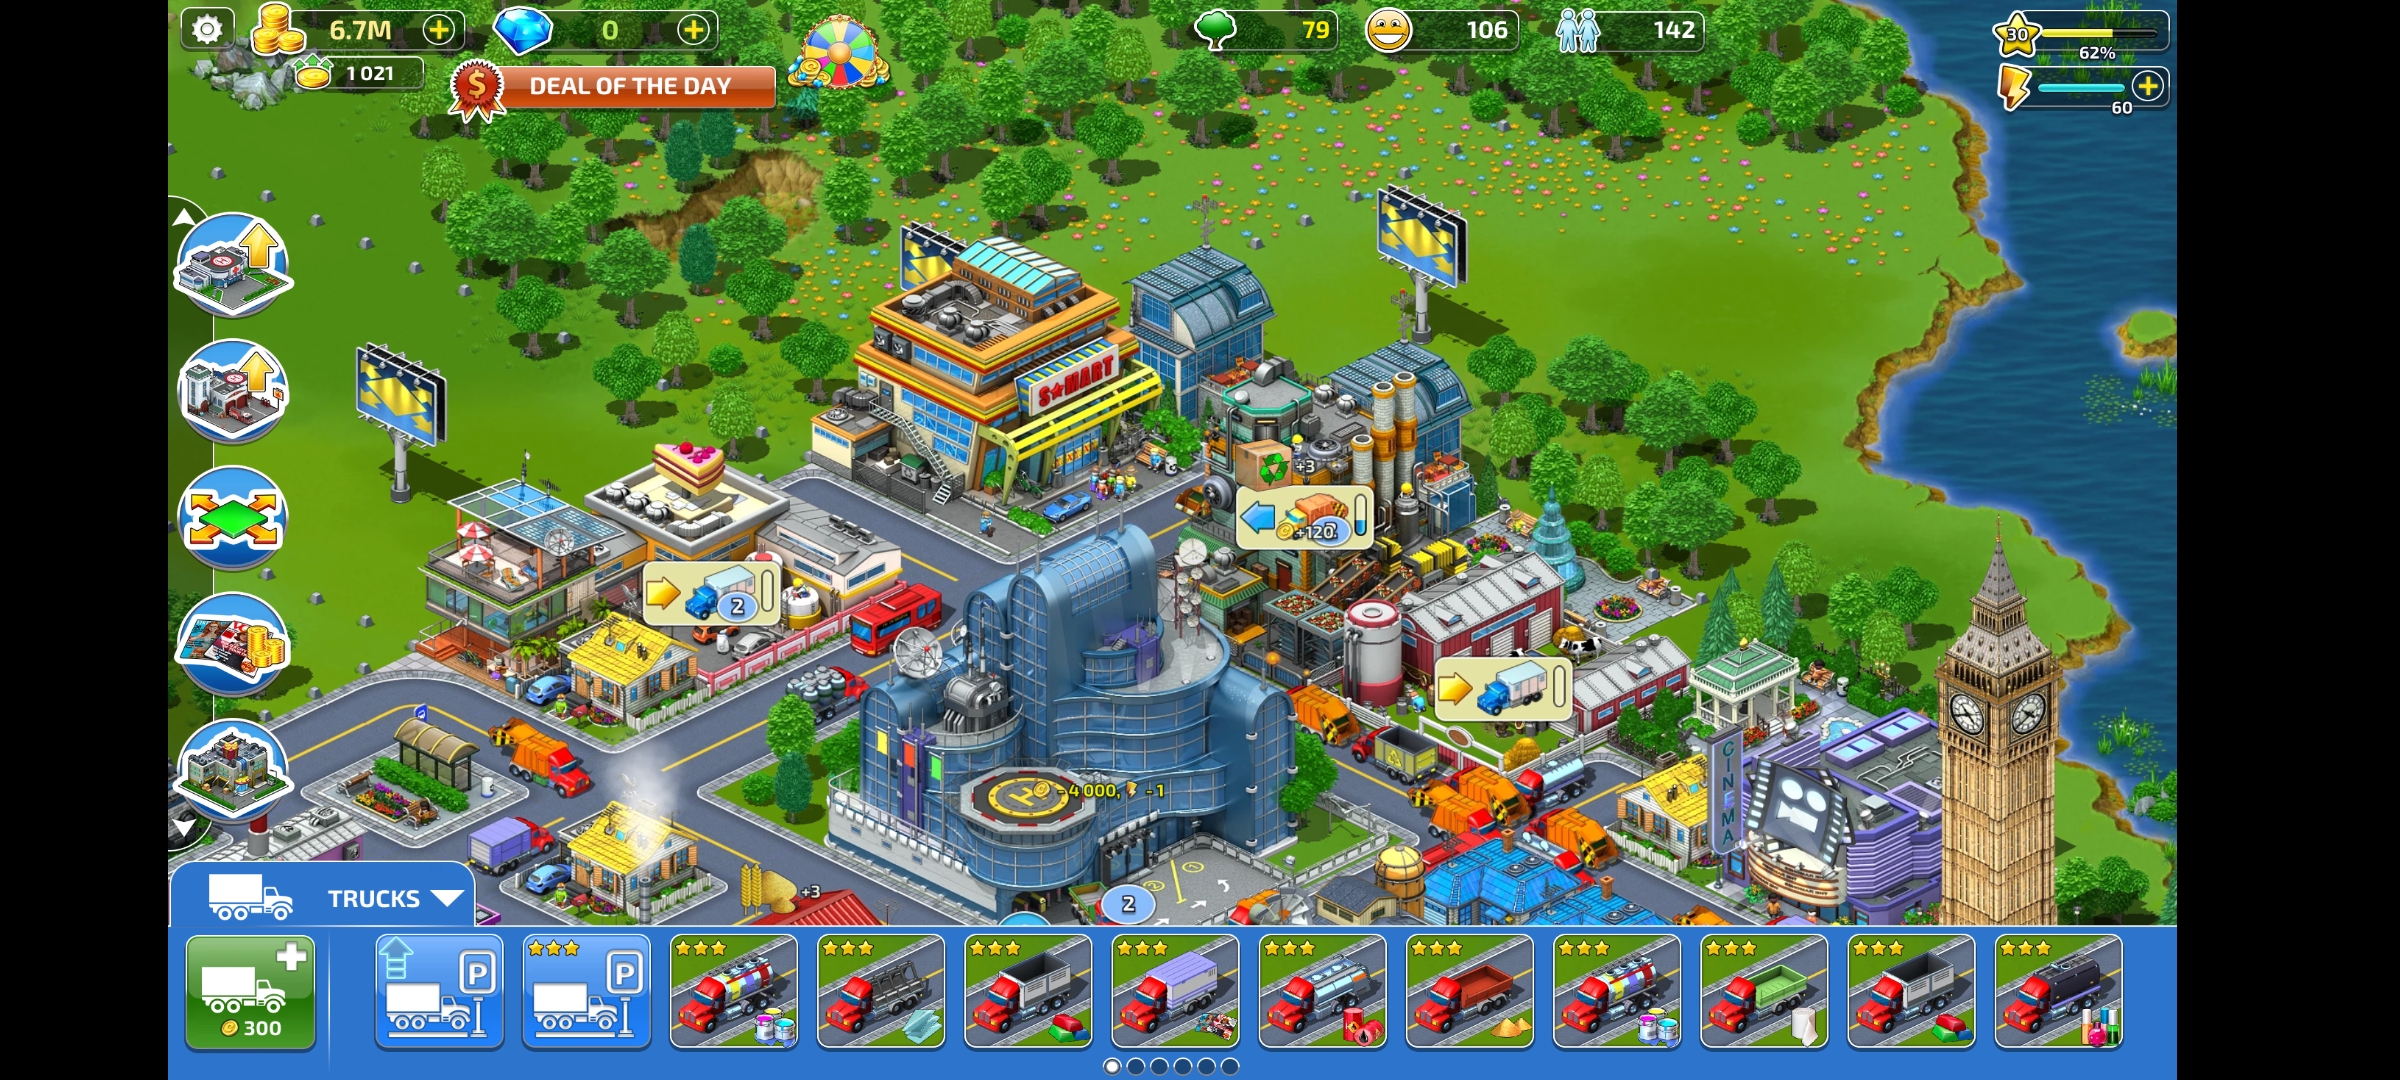 6.7M
0
79
106
142
30
62%
1 021
DEAL OF THE DAY
60
S★MART
+3
+120
2
CINEMA
-4 000, -1
+3
2
TRUCKS
300
P
P